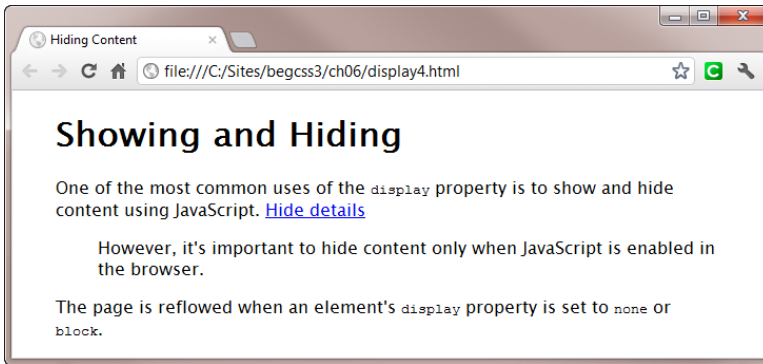 Hiding Content
file:///C:/Sites/begcss3/ch06/display4.html
Showing and Hiding
One of the most common uses of the display property is to show and hide
content using JavaScript. Hide details
However, it's important to hide content only when JavaScript is enabled in
the browser.
The page is reflowed when an element's display property is set to none or
block.